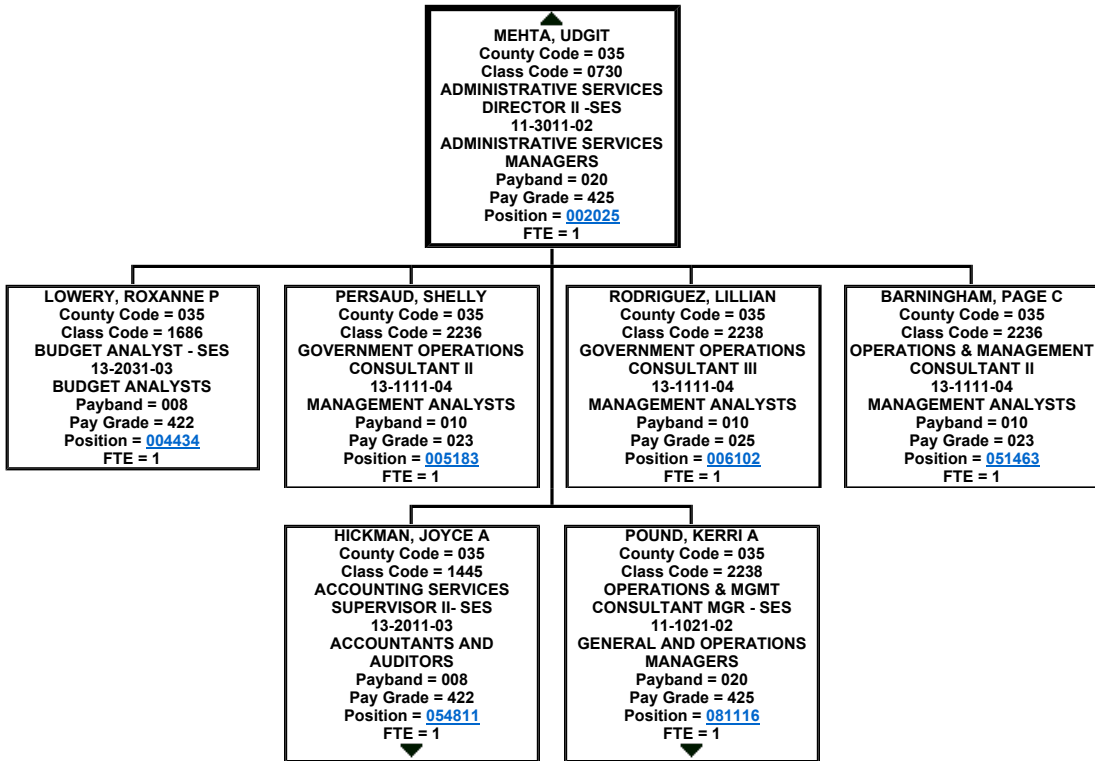 MEHTA, UDGIT
County Code = 035
Class Code = 0730
ADMINISTRATIVE SERVICES
DIRECTOR II -SES
11-3011-02
ADMINISTRATIVE SERVICES
MANAGERS
Payband = 020
Pay Grade = 425
Position = 002025
FTE = 1
LOWERY, ROXANNE P
County Code = 035
Class Code = 1686
BUDGET ANALYST - SES
13-2031-03
BUDGET ANALYSTS
Payband = 008
Pay Grade = 422
Position = 004434
FTE = 1
PERSAUD, SHELLY
County Code = 035
Class Code = 2236
GOVERNMENT OPERATIONS
CONSULTANT II
13-1111-04
MANAGEMENT ANALYSTS
Payband = 010
Pay Grade = 023
Position = 005183
FTE = 1
RODRIGUEZ, LILLIAN
County Code = 035
Class Code = 2238
GOVERNMENT OPERATIONS
CONSULTANT III
13-1111-04
MANAGEMENT ANALYSTS
Payband = 010
Pay Grade = 025
Position = 006102
FTE = 1
BARNINGHAM, PAGE C
County Code = 035
Class Code = 2236
OPERATIONS & MANAGEMENT
CONSULTANT II
13-1111-04
MANAGEMENT ANALYSTS
Payband = 010
Pay Grade = 023
Position = 051463
FTE = 1
HICKMAN, JOYCE A
County Code = 035
Class Code = 1445
ACCOUNTING SERVICES
SUPERVISOR II- SES
13-2011-03
ACCOUNTANTS AND
AUDITORS
Payband = 008
Pay Grade = 422
Position = 054811
FTE = 1
POUND, KERRI A
County Code = 035
Class Code = 2238
OPERATIONS & MGMT
CONSULTANT MGR - SES
11-1021-02
GENERAL AND OPERATIONS
MANAGERS
Payband = 020
Pay Grade = 425
Position = 081116
FTE = 1